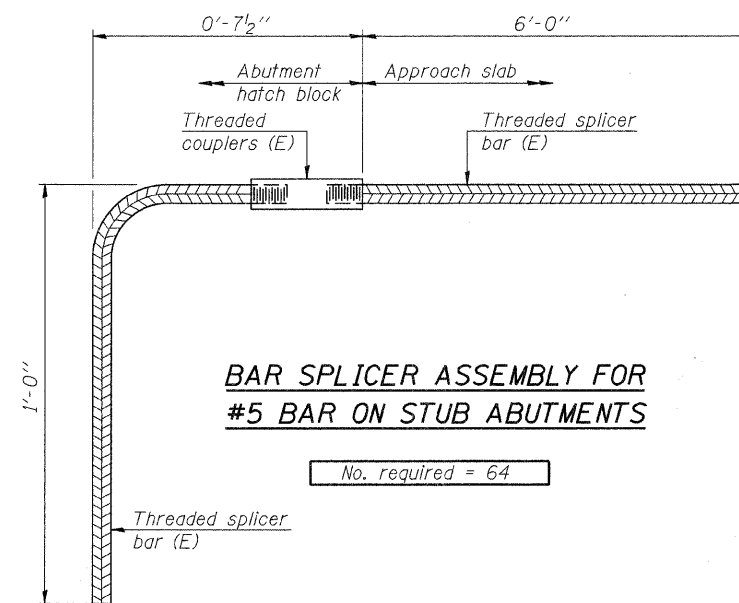 0'-7½"
6'-0"
Abutment
hatch block
Approach slab
Threaded
couplers (E)
Threaded splicer
bar (E)
1'-0"
BAR SPLICER ASSEMBLY FOR
#5 BAR ON STUB ABUTMENTS
No. required = 64
Threaded splicer
bar (E)